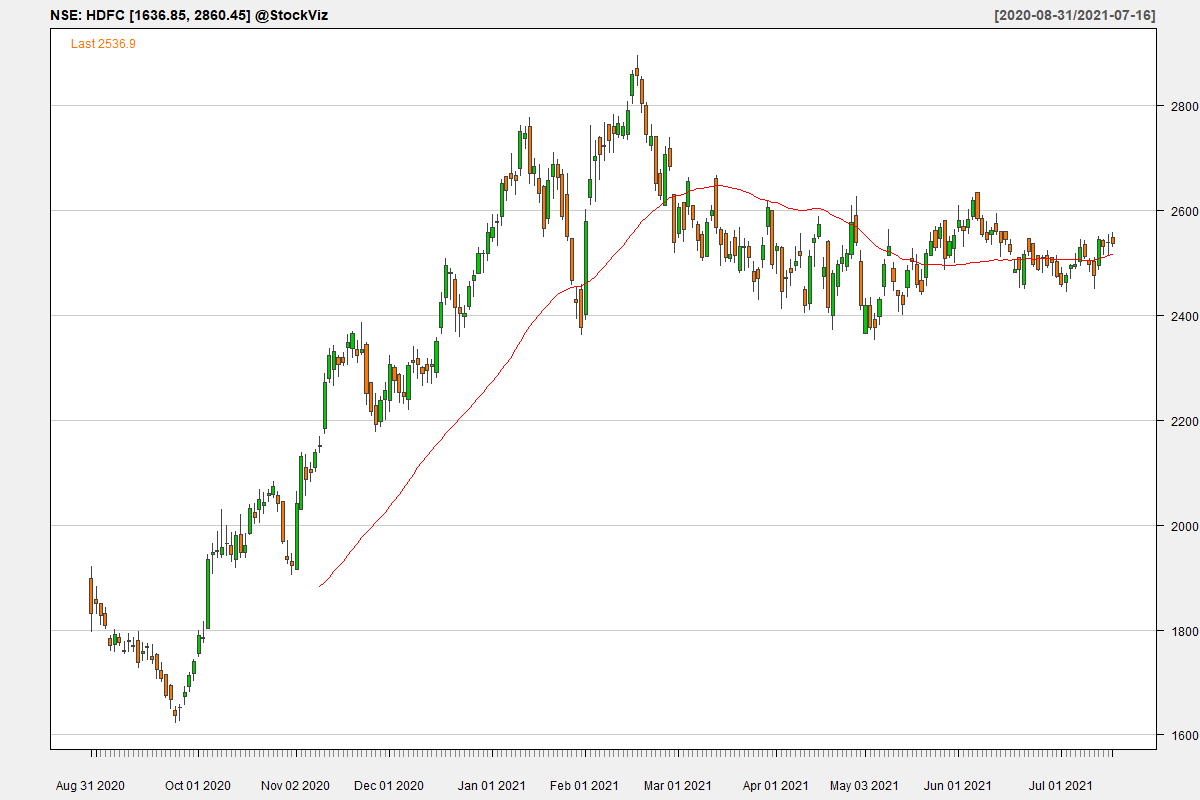 NSE: HDFC [1636.85, 2860.45] @StockViz [2020-08-31/2021-07-16]
Last 2536.9
2800
2600
2400
2200
2000
1800
1600
Aug 31 2020 Oct 01 2020 Nov 02 2020 Dec 01 2020 Jan 01 2021 Feb 01 2021 Mar 01 2021 Apr 01 2021 May 03 2021 Jun 01 2021 Jul 01 2021